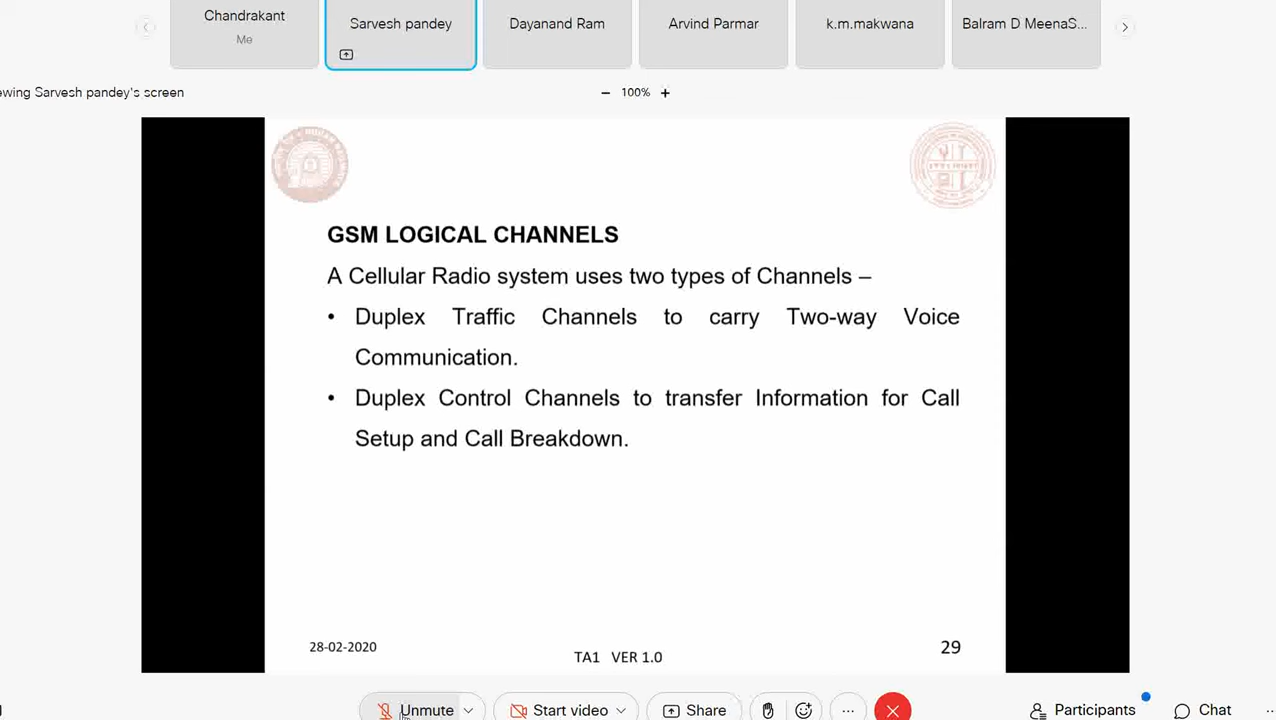 Chandrakant
Me
Sarvesh pandey
Dayanand Ram
Arvind Parmar
k.m.makwana
Balram D MeenaS...
ewing Sarvesh pandey's screen
100%
GSM LOGICAL CHANNELS
A Cellular Radio system uses two types of Channels –
• Duplex Traffic Channels to carry Two-way Voice
Communication.
• Duplex Control Channels to transfer Information for Call
Setup and Call Breakdown.
28-02-2020
TA1 VER 1.0
29
Unmute
Start video
Share
Participants
Chat